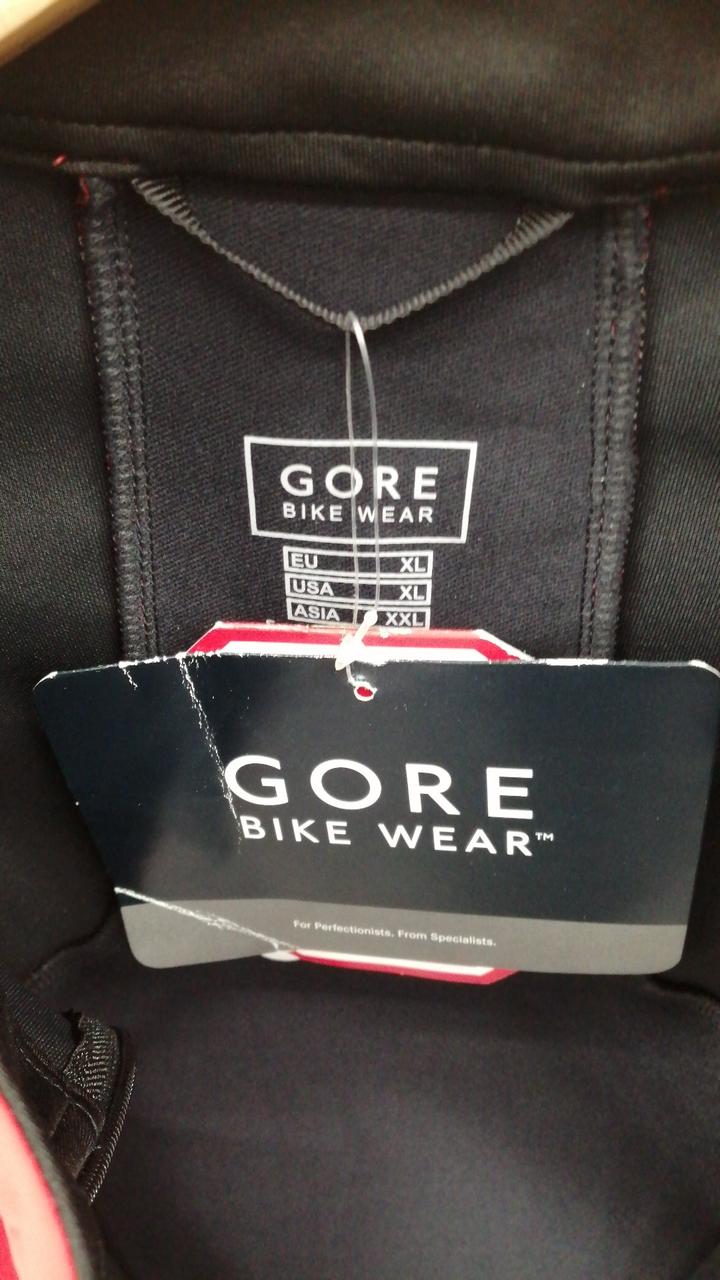 GORE
BIKE WEAR
EU XL
USA XL
ASIA XXL
GORE
BIKE WEAR™
For Perfectionists. From Specialists.